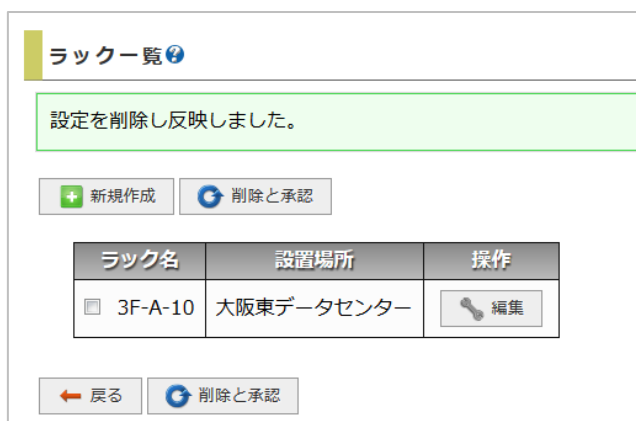 ラック一覧?
設定を削除し反映しました。
新規作成 削除と承認
ラック名 設置場所 操作
3F-A-10 大阪東データセンター 編集
戻る 削除と承認